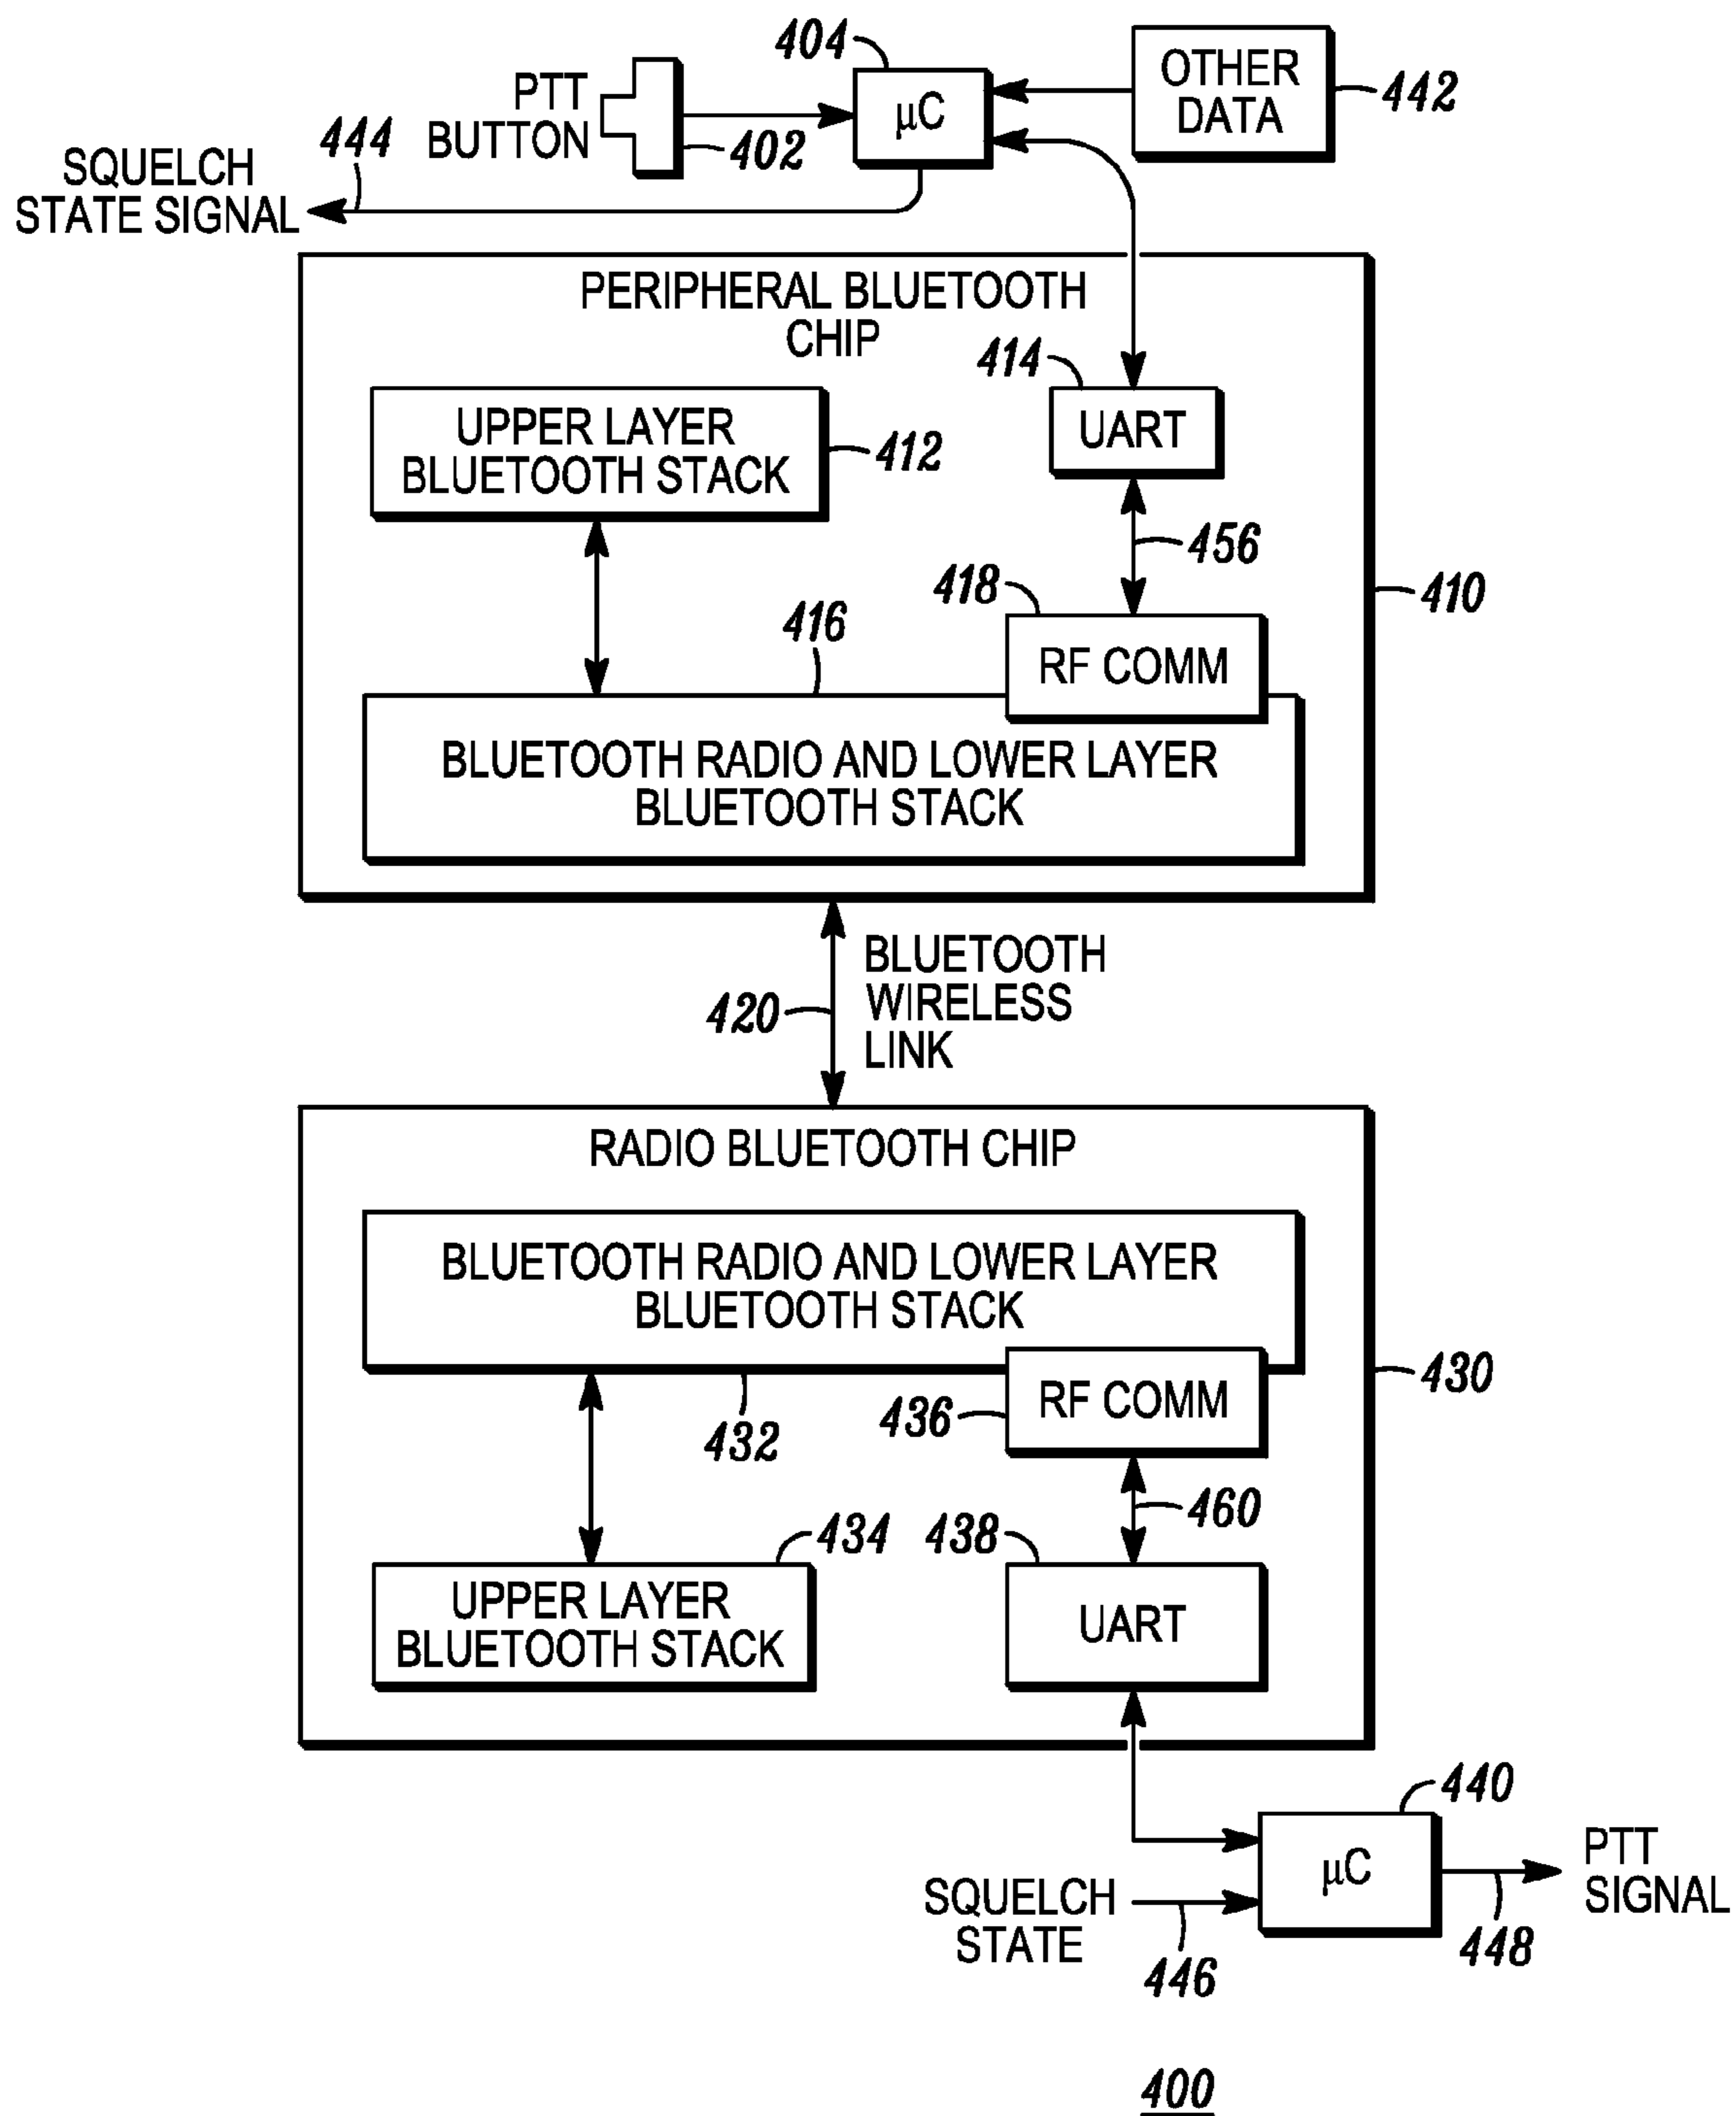 404
PTT
BUTTON
402
μC
OTHER
DATA
442
SQUELCH
STATE SIGNAL
444
PERIPHERAL BLUETOOTH
CHIP
414
UART
UPPER LAYER
BLUETOOTH STACK
412
456
418
RF COMM
410
416
BLUETOOTH RADIO AND LOWER LAYER
BLUETOOTH STACK
420
BLUETOOTH
WIRELESS
LINK
RADIO BLUETOOTH CHIP
BLUETOOTH RADIO AND LOWER LAYER
BLUETOOTH STACK
432
436
RF COMM
430
460
434
438
UPPER LAYER
BLUETOOTH STACK
UART
440
μC
SQUELCH
STATE
446
448
PTT
SIGNAL
400